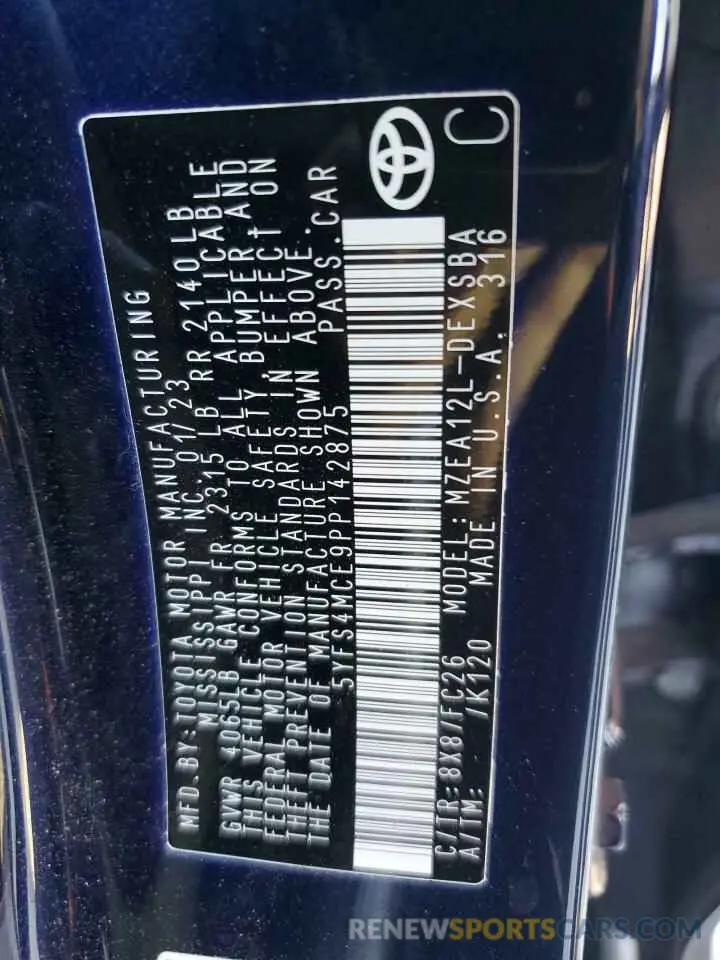 MFD.BY:TOYOTA MOTOR MANUFACTURING
MISSISSIPPI INC. 01/23
GVWR 4065LB GAWR FR 2315 LB RR 2140LB
THIS VEHICLE CONFORMS TO ALL APPLICABLE
FEDERAL MOTOR VEHICLE SAFETY, BUMPER AND
THEFT PREVENTION STANDARDS IN EFFECT ON
THE DATE OF MANUFACTURE SHOWN ABOVE.
5YFS4MCE9PP142875 PASS.CAR
C
C/TR: 8X8/FC26 MODEL: MZEA12L-DEXSBA
A/TM: -/K120 MADE IN U.S.A. 316
RENEWSPORTSCARS.COM